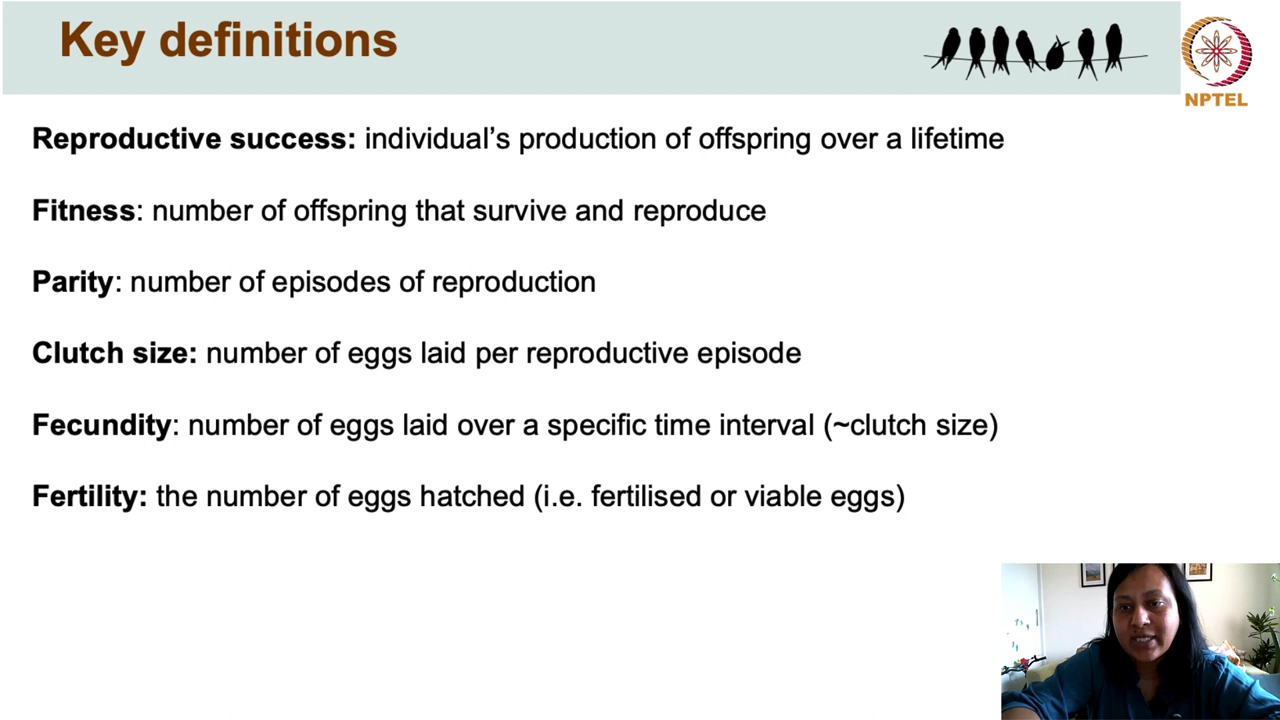 Key definitions
NPTEL
Reproductive success: individual's production of offspring over a lifetime
Fitness: number of offspring that survive and reproduce
Parity: number of episodes of reproduction
Clutch size: number of eggs laid per reproductive episode
Fecundity: number of eggs laid over a specific time interval (~clutch size)
Fertility: the number of eggs hatched (i.e. fertilised or viable eggs)